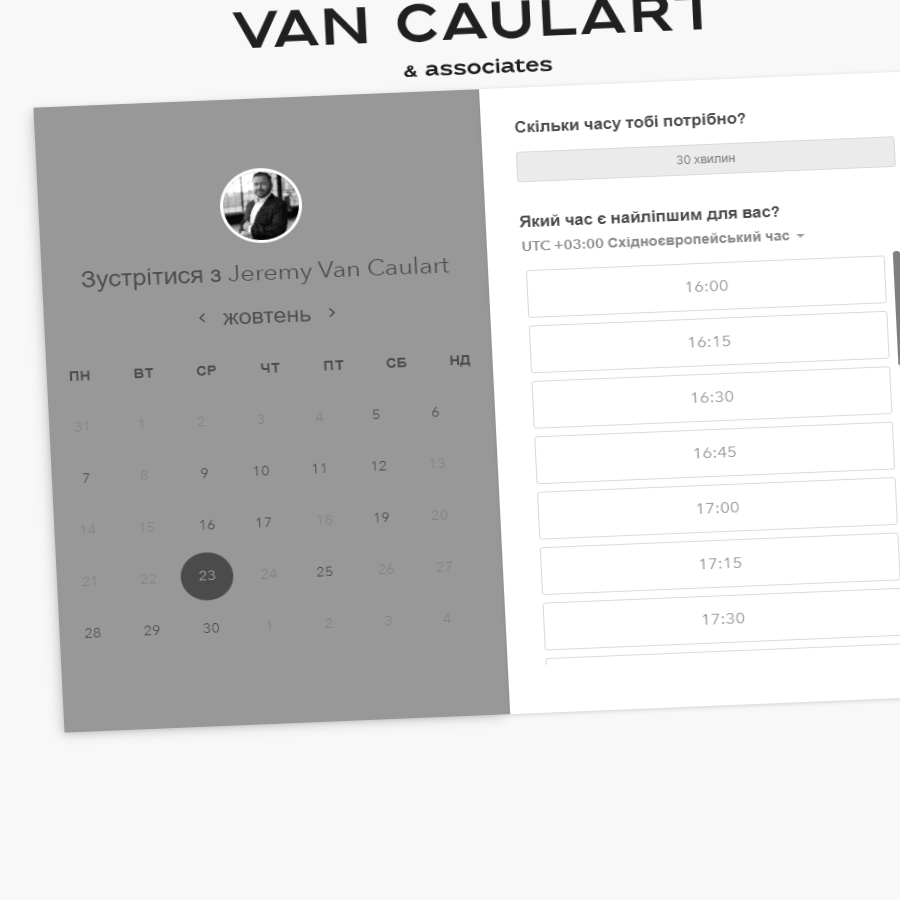 VAN CAULART
& associates
Зустрітися з Jeremy Van Caulart
жовтень
ПН ВТ СР ЧТ ПТ СБ НД
31 1 2 3 4 5 6
7 8 9 10 11 12 13
14 15 16 17 18 19 20
21 22 23 24 25 26 27
28 29 30 1 2 3 4
Скільки часу тобі потрібно?
30 хвилин
Який час є найліпшим для вас?
UTC +03:00 Східноєвропейський час
16:00
16:15
16:30
16:45
17:00
17:15
17:30